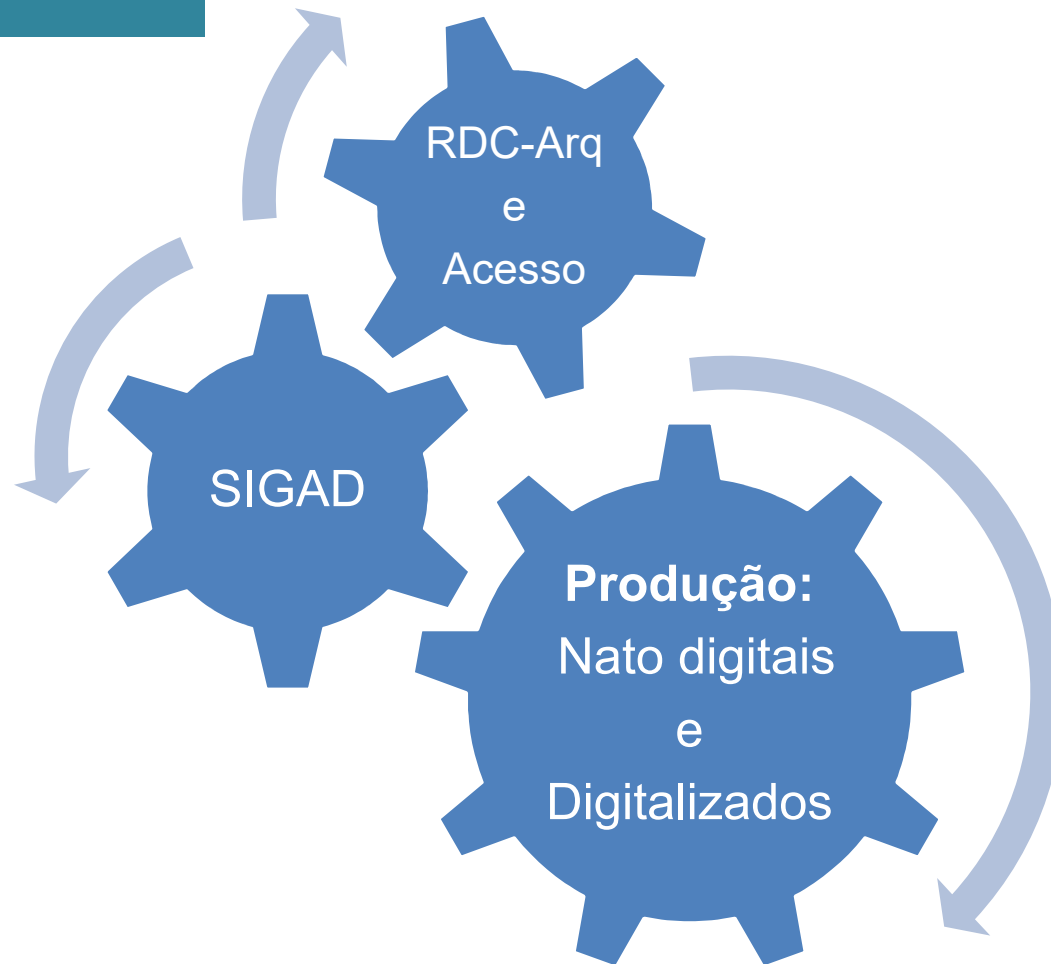 RDC-Arq
e
Acesso
SIGAD
Produção:
Nato digitais
e
Digitalizados